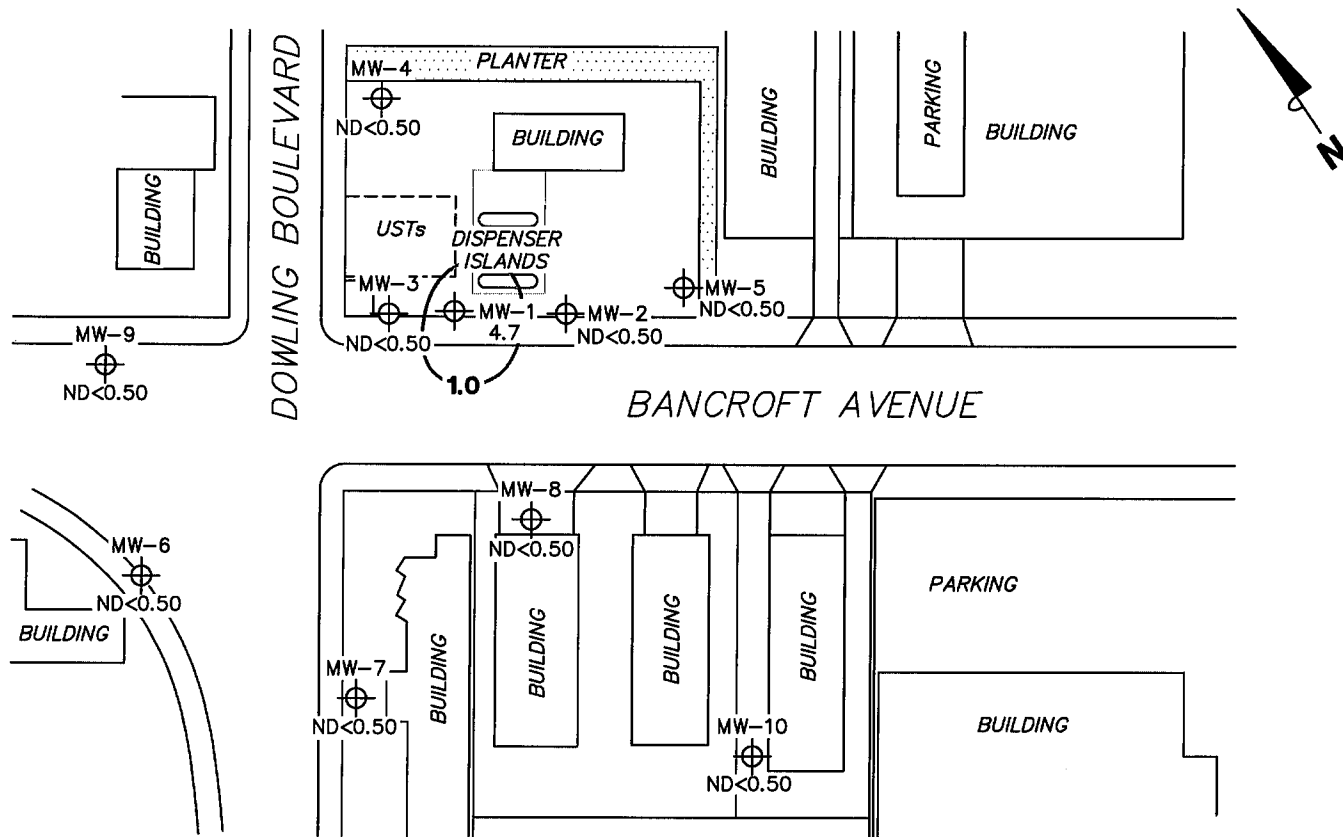 DOWLING BOULEVARD
PLANTER
MW-4
ND<0.50
BUILDING
BUILDING
BUILDING
PARKING
BUILDING
N
USTs
DISPENSER
ISLANDS
MW-3
ND<0.50
MW-1
4.7
MW-2
ND<0.50
MW-5
ND<0.50
1.0
MW-9
ND<0.50
BANCROFT AVENUE
MW-8
ND<0.50
MW-6
ND<0.50
BUILDING
MW-7
ND<0.50
BUILDING
BUILDING
BUILDING
BUILDING
MW-10
ND<0.50
PARKING
BUILDING